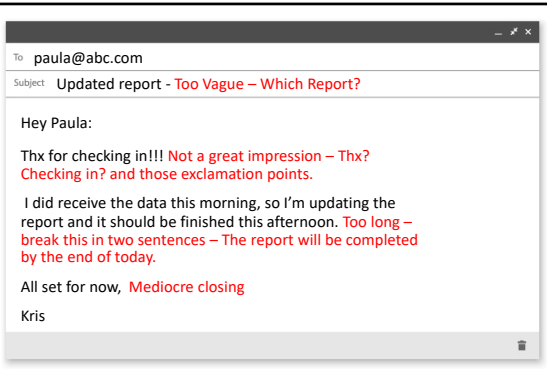 To paula@abc.com
Subject Updated report - Too Vague – Which Report?
Hey Paula:
Thx for checking in!!! Not a great impression – Thx?
Checking in? and those exclamation points.
I did receive the data this morning, so I’m updating the
report and it should be finished this afternoon. Too long –
break this in two sentences – The report will be completed
by the end of today.
All set for now, Mediocre closing
Kris